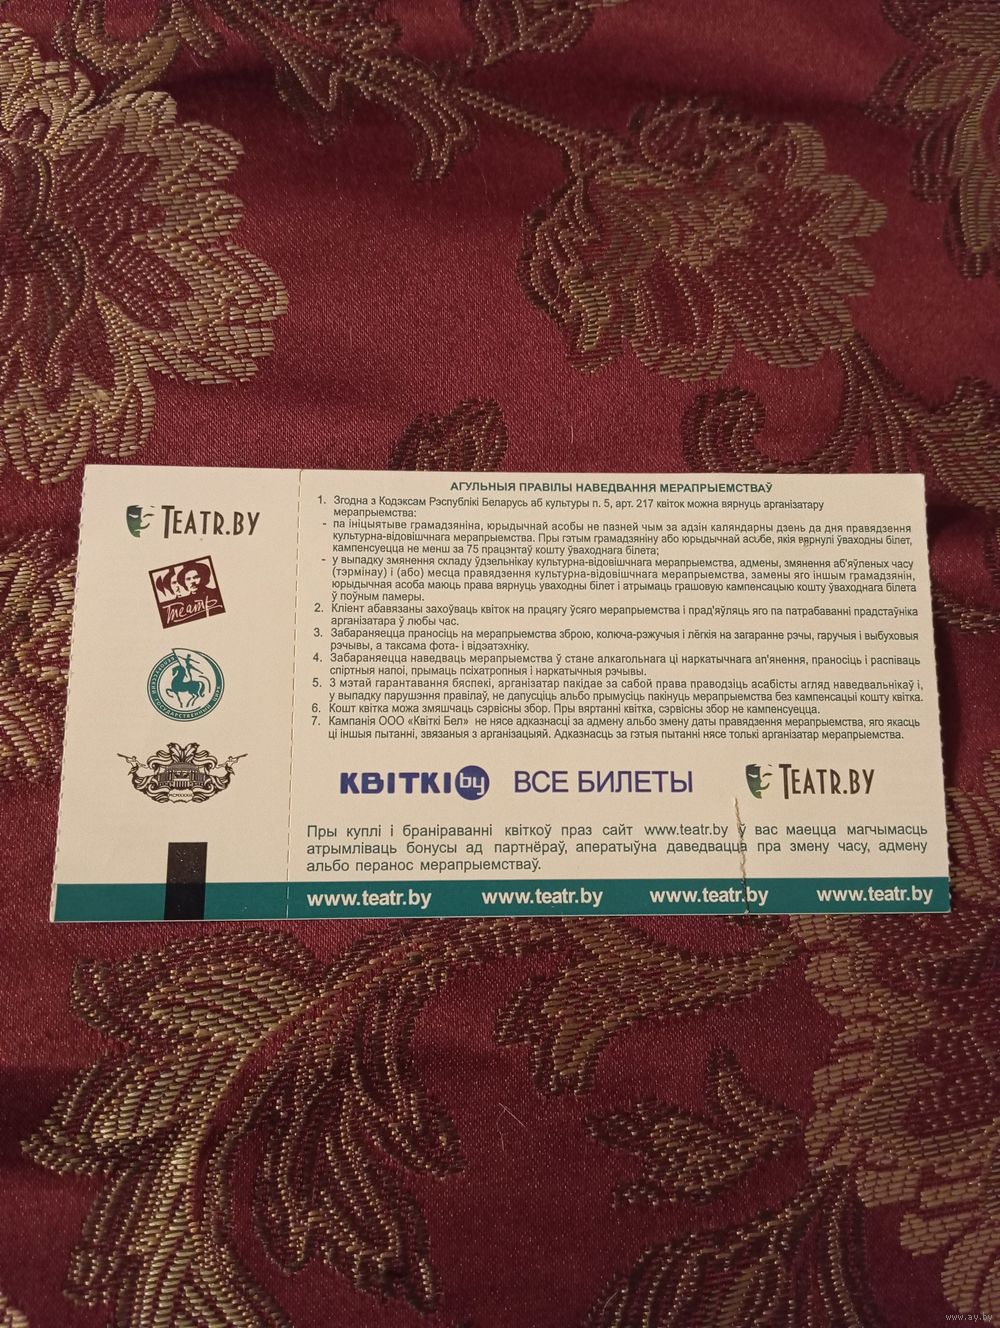 TEATR.BY
Театр
БЕЛОРУССКИЙ ГОСУДАРСТВЕННЫЙ ЦИРК
MCMXXXIII
АГУЛЬНЫЯ ПРАВІЛЫ НАВЕДВАННЯ МЕРАПРЫЕМСТВАЎ
1. Згодна з Кодэксам Рэспублікі Беларусь аб культуры п. 5, арт. 217 квіток можна вярнуць арганізатару
мерапрыемства:
- па ініцыятыве грамадзяніна, юрыдычнай асобы не пазней чым за адзін каляндарны дзень да дня правядзення
культурна-відовішчнага мерапрыемства. Пры гэтым грамадзяніну або юрыдычнай асобе, якія вярнулі ўваходны білет,
кампенсуецца не менш за 75 працэнтаў кошту ўваходнага білета;
- у выпадку змянення складу ўдзельнікаў культурна-відовішчнага мерапрыемства, адмены, змянення аб'яўленых часу
(тэрмінаў) і (або) месца правядзення культурна-відовішчнага мерапрыемства, замены яго іншым грамадзянін,
юрыдычная асоба маюць права вярнуць уваходны білет і атрымаць грашовую кампенсацыю кошту ўваходнага білета
ў поўным памеры.
2. Кліент абавязаны захоўваць квіток на працягу ўсяго мерапрыемства і прад'яўляць яго па патрабаванні прадстаўніка
арганізатара ў любы час.
3. Забараняецца праносіць на мерапрыемства зброю, колюча-рэжучыя і лёгкія на загаранне рэчы, гаручыя і выбуховыя
рэчывы, а таксама фота- і відэатэхніку.
4. Забараняецца наведваць мерапрыемства ў стане алкагольнага ці наркатычнага ап'янення, праносіць і распіваць
спіртныя напоі, прымаць псіхатропныя і наркатычныя рэчывы.
5. З мэтай гарантавання бяспекі, арганізатар пакідае за сабой права праводзіць асабісты агляд наведвальнікаў і,
у выпадку парушэння правілаў, не дапусціць альбо прымусіць пакінуць мерапрыемства без кампенсацыі кошту квітка.
6. Кошт квітка можа змяшчаць сэрвісны збор. Пры вяртанні квітка, сэрвісны збор не кампенсуецца.
7. Кампанія ООО «Квіткі Бел» не нясе адказнасці за адмену альбо змену даты правядзення мерапрыемства, яго якасць
ці іншыя пытанні, звязаныя з арганізацыяй. Адказнасць за гэтыя пытанні нясе толькі арганізатар мерапрыемства.
КВІТКІ by ВСЕ БИЛЕТЫ TEATR.BY
Пры куплі і браніраванні квіткоў праз сайт www.teatr.by ў вас маецца магчымасць
атрымліваць бонусы ад партнёраў, аператыўна даведвацца пра змену часу, адмену
альбо перанос мерапрыемстваў.
www.teatr.by www.teatr.by www.teatr.by www.teatr.by
www.ay.by